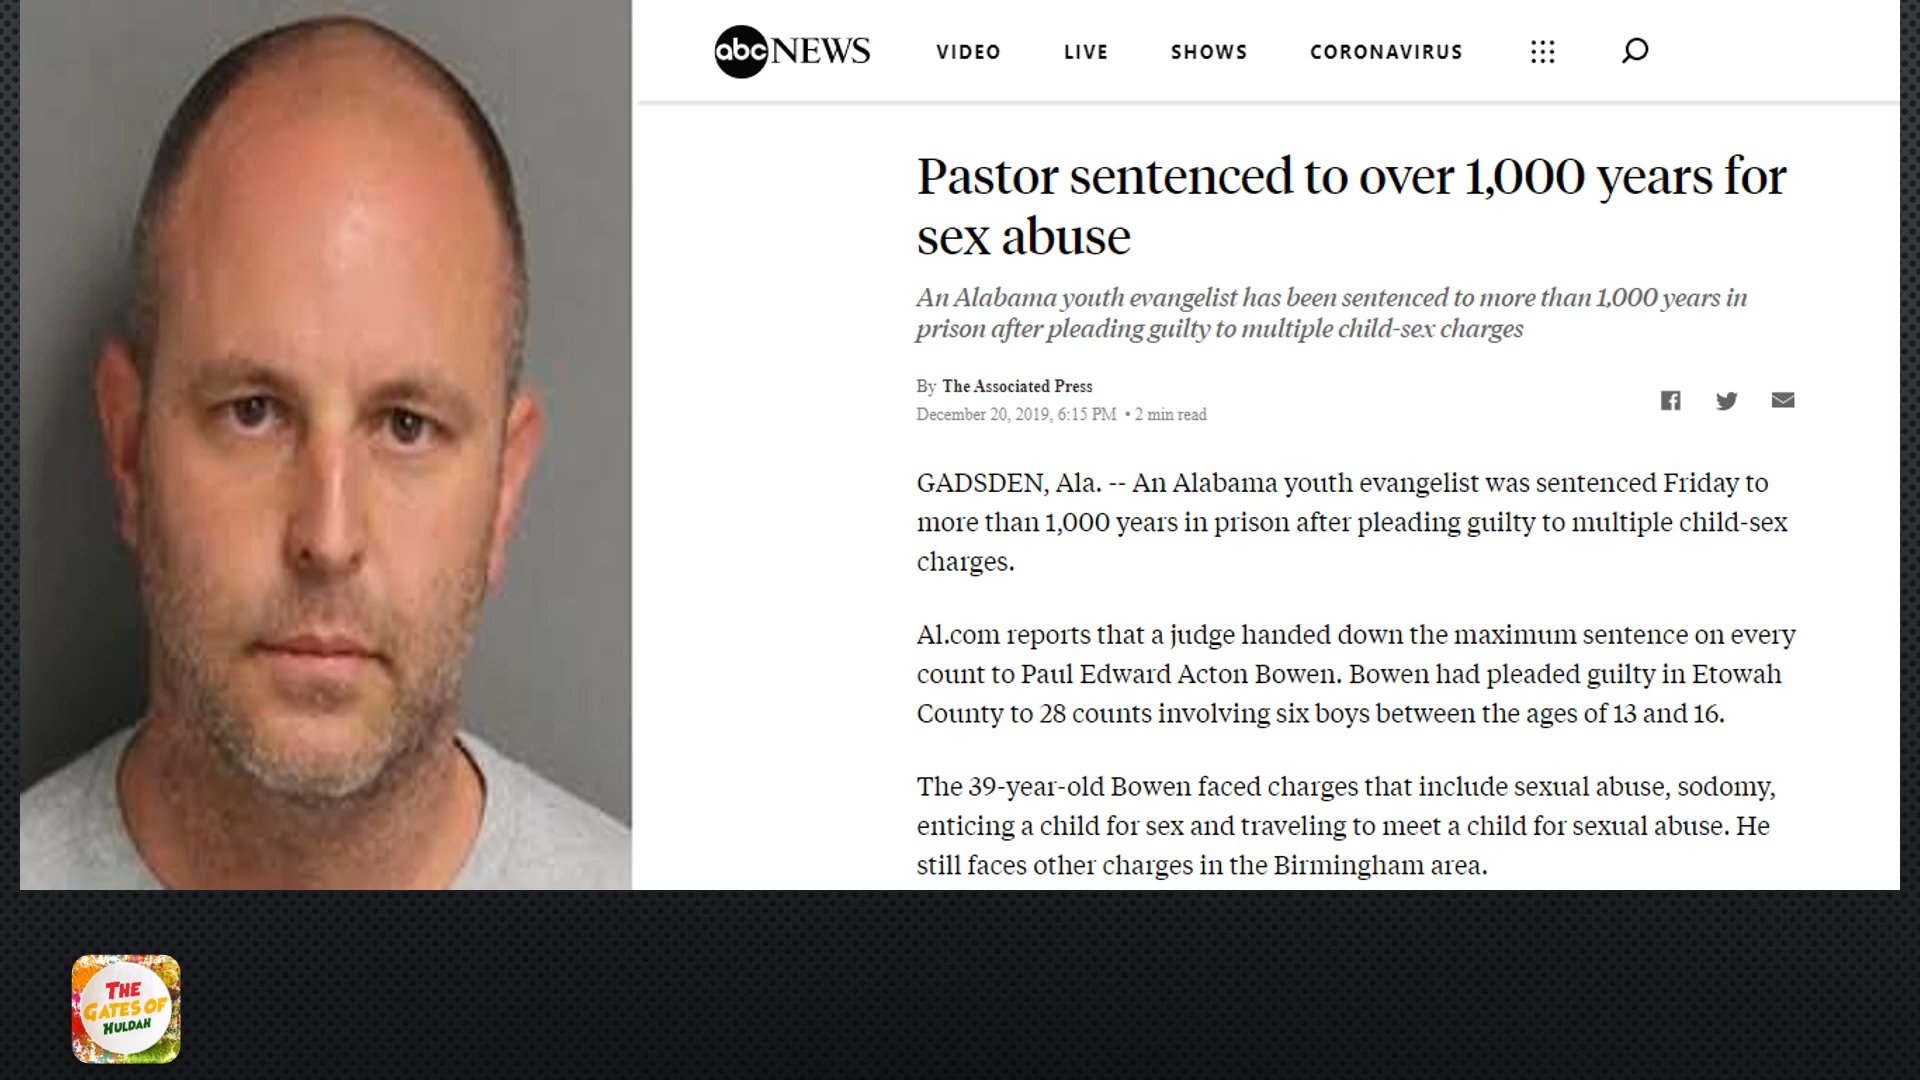 abc NEWS VIDEO LIVE SHOWS CORONAVIRUS
Pastor sentenced to over 1,000 years for
sex abuse
An Alabama youth evangelist has been sentenced to more than 1,000 years in
prison after pleading guilty to multiple child-sex charges
By The Associated Press
December 20, 2019, 6:15 PM • 2 min read
GADSDEN, Ala. -- An Alabama youth evangelist was sentenced Friday to
more than 1,000 years in prison after pleading guilty to multiple child-sex
charges.
Al.com reports that a judge handed down the maximum sentence on every
count to Paul Edward Acton Bowen. Bowen had pleaded guilty in Etowah
County to 28 counts involving six boys between the ages of 13 and 16.
The 39-year-old Bowen faced charges that include sexual abuse, sodomy,
enticing a child for sex and traveling to meet a child for sexual abuse. He
still faces other charges in the Birmingham area.
THE
GATES OF
HULDAH